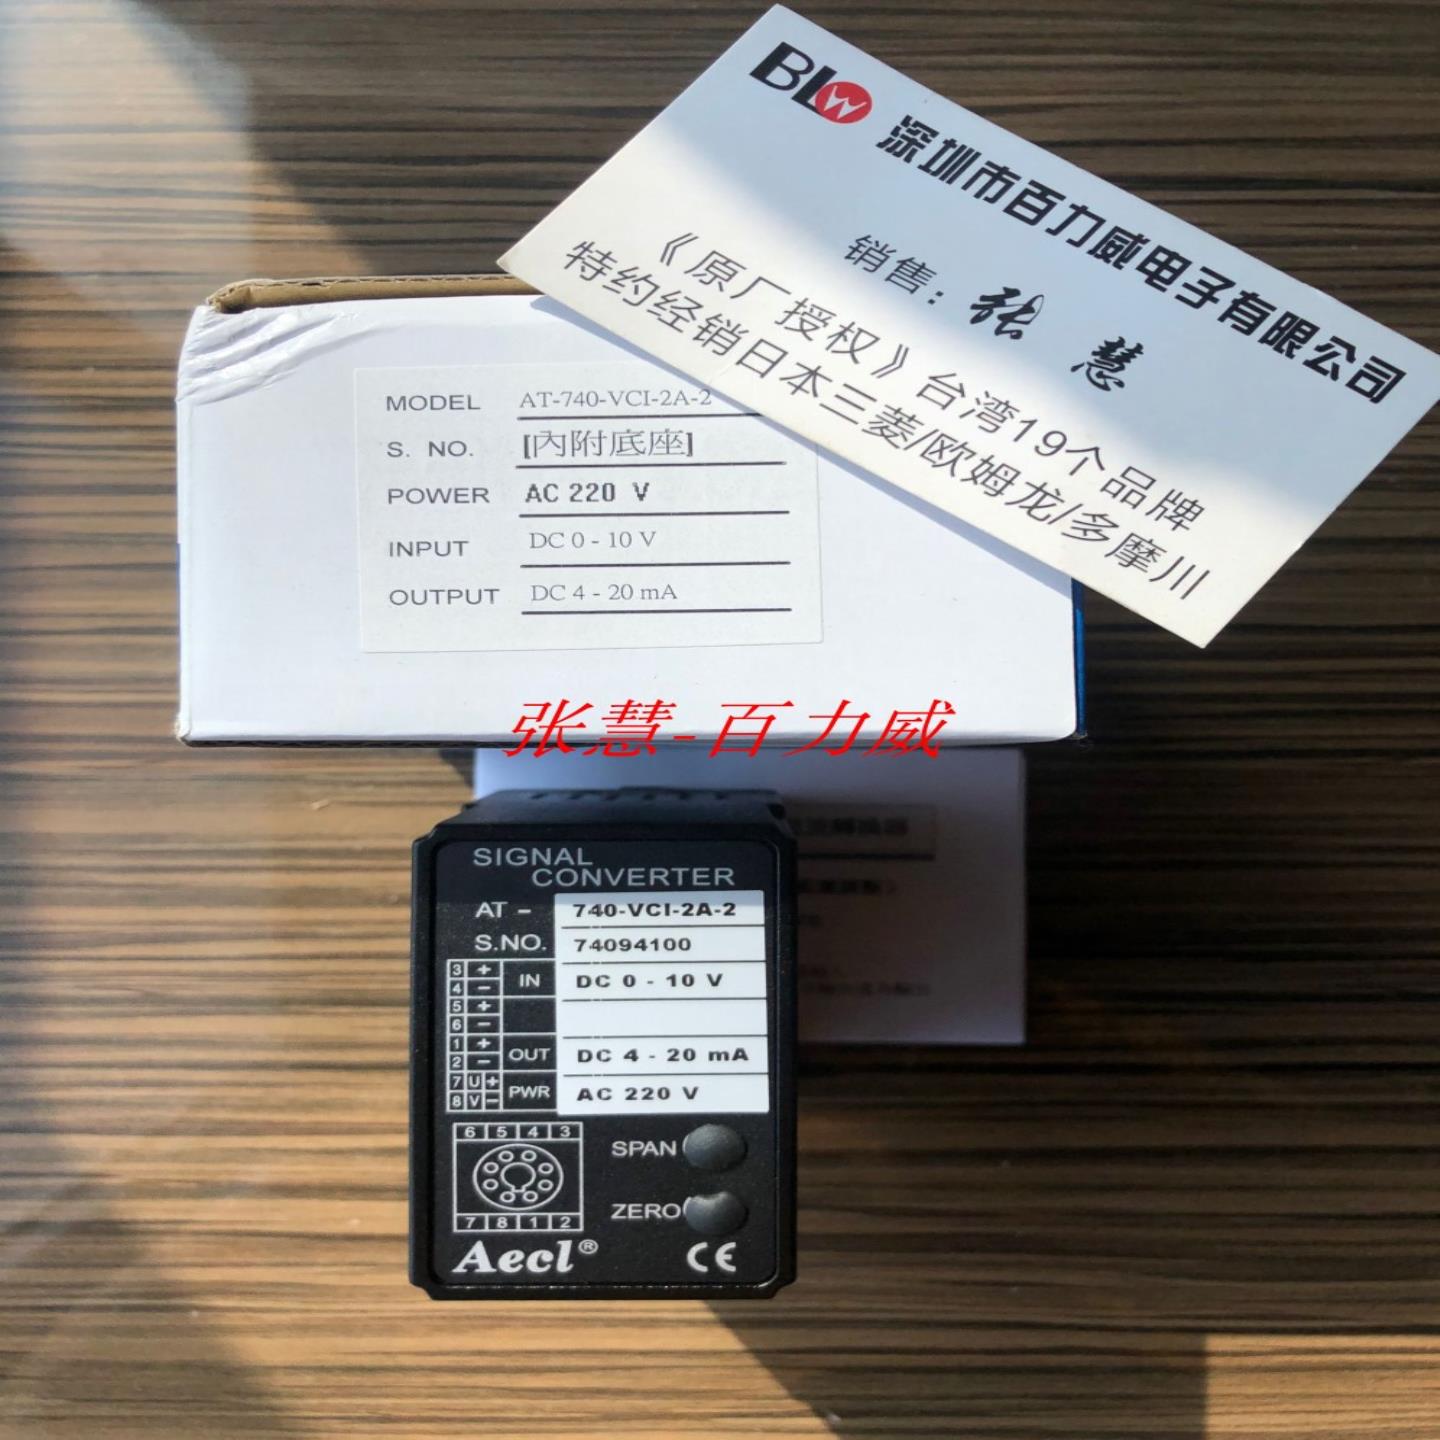 BLW 深圳市百力威电子有限公司
销售：张 慧
《原厂授权》台湾19个品牌
特约经销日本三菱/欧姆龙/多摩川
MODEL AT-740-VCI-2A-2
S. NO. [內附底座]
POWER AC 220 V
INPUT DC 0 - 10 V
OUTPUT DC 4 - 20 mA
张慧-百力威
SIGNAL
CONVERTER
AT - 740-VCI-2A-2
S.NO. 74094100
3 + IN DC 0 - 10 V
4 -
5 +
6 -
1 + OUT DC 4 - 20 mA
2 -
7 U + PWR AC 220 V
8 V -
6 5 4 3
SPAN
ZERO
7 8 1 2
Aecl® CE